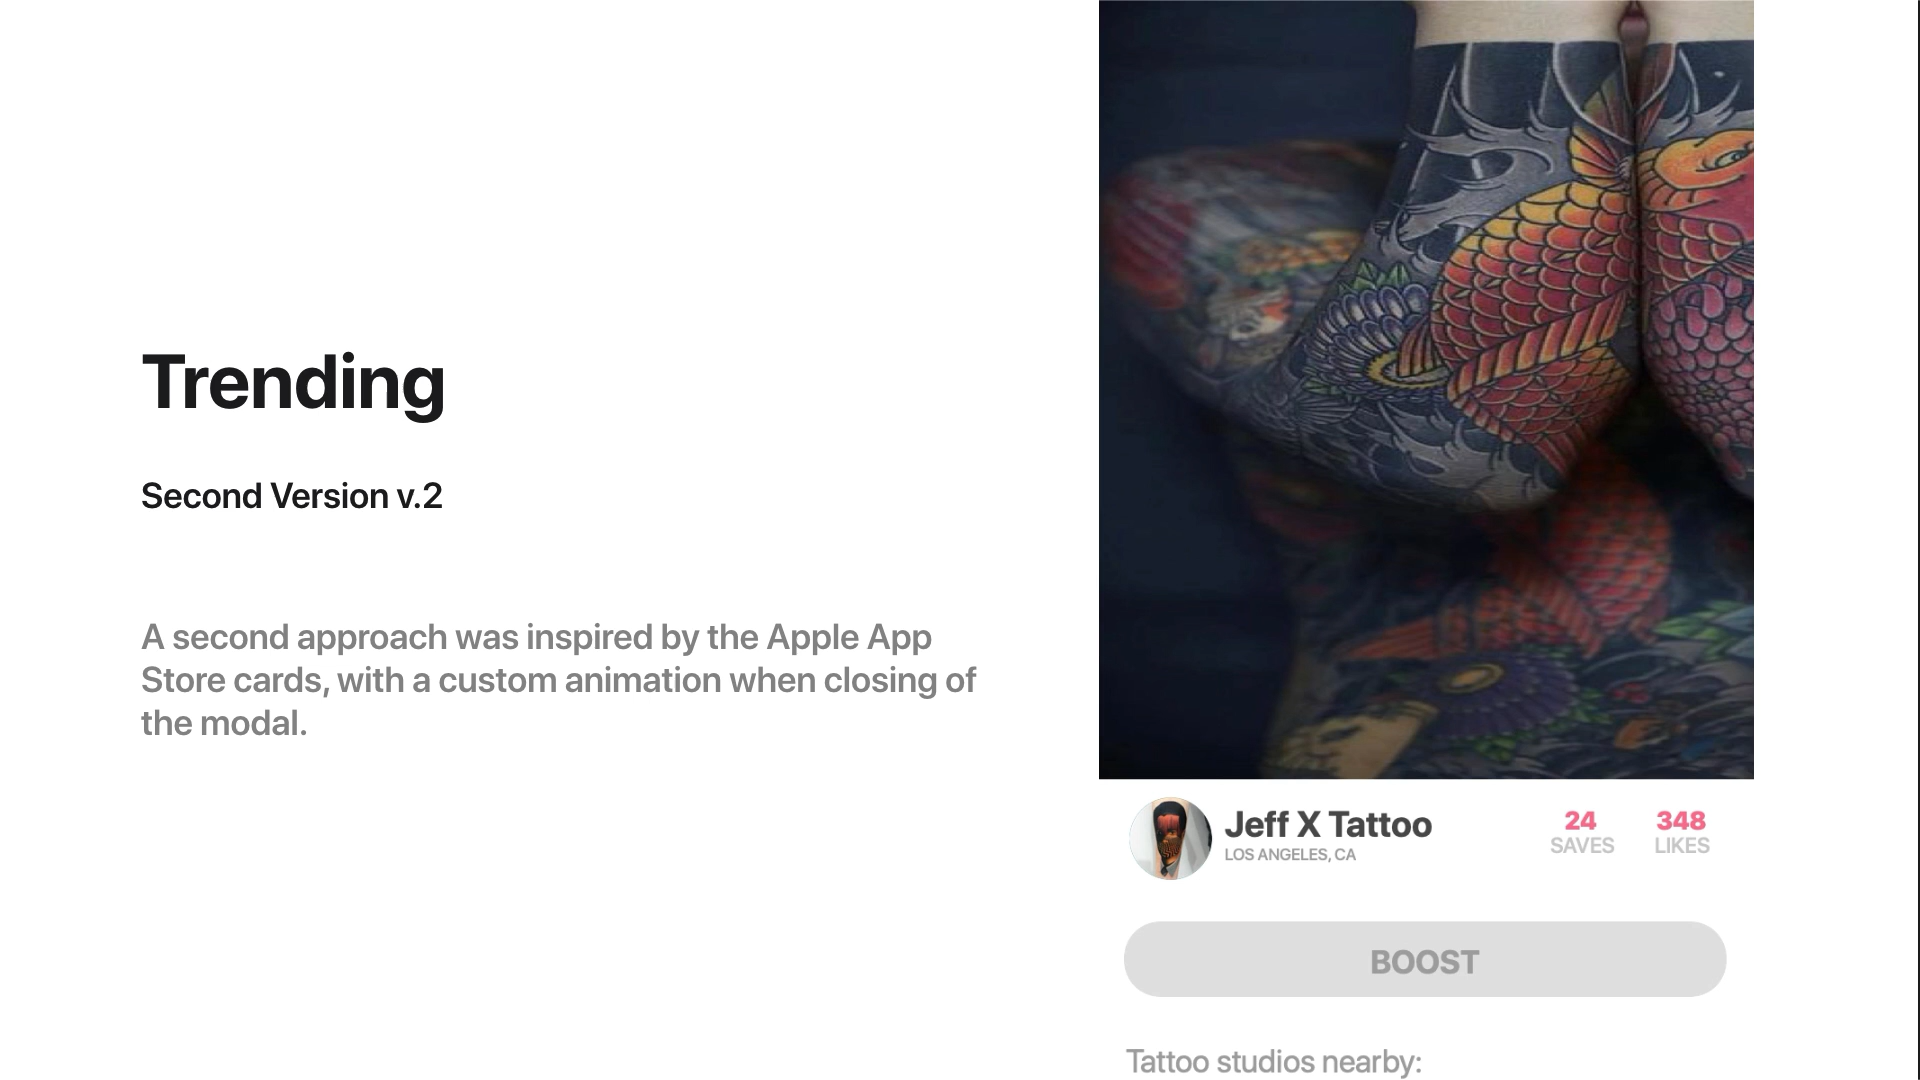 Trending
Second Version v.2
A second approach was inspired by the Apple App
Store cards, with a custom animation when closing of
the modal.
Jeff X Tattoo
LOS ANGELES, CA
24
SAVES
348
LIKES
BOOST
Tattoo studios nearby: